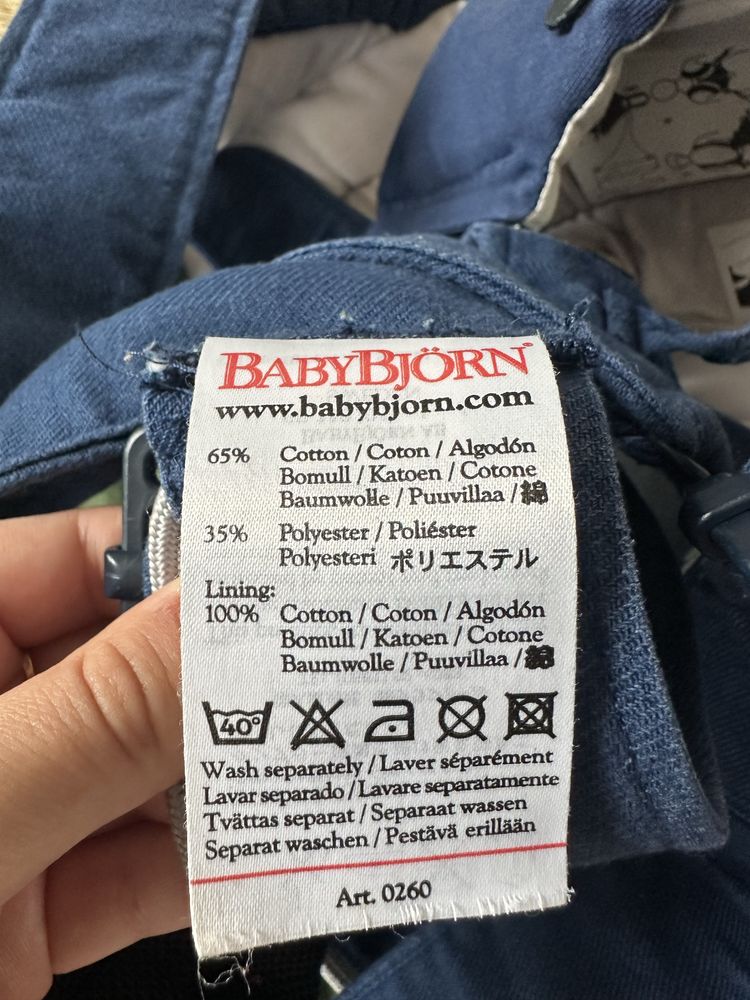 BABYBJÖRN®
www.babybjorn.com
65% Cotton / Coton / Algodón
Bomull / Katoen / Cotone
Baumwolle / Puuvillaa / 綿
35% Polyester / Poliéster
Polyesteri ポリエステル
Lining:
100% Cotton / Coton / Algodón
Bomull / Katoen / Cotone
Baumwolle / Puuvillaa / 綿
40°
Wash separately / Laver séparément
Lavar separado / Lavare separatamente
Tvättas separat / Separaat wassen
Separat waschen / Pestävä erillään
Art. 0260